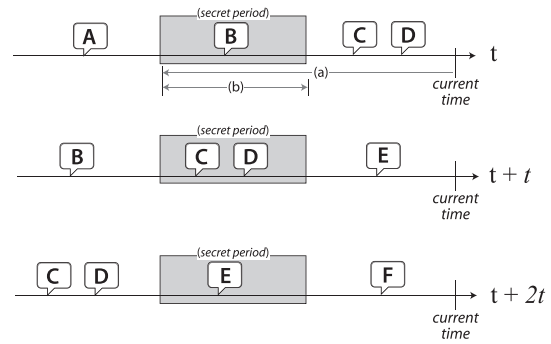 (secret period)
A B C D t
(a)
(b)
current
time
(secret period)
B C D E t + t
current
time
(secret period)
C D E F t + 2t
current
time